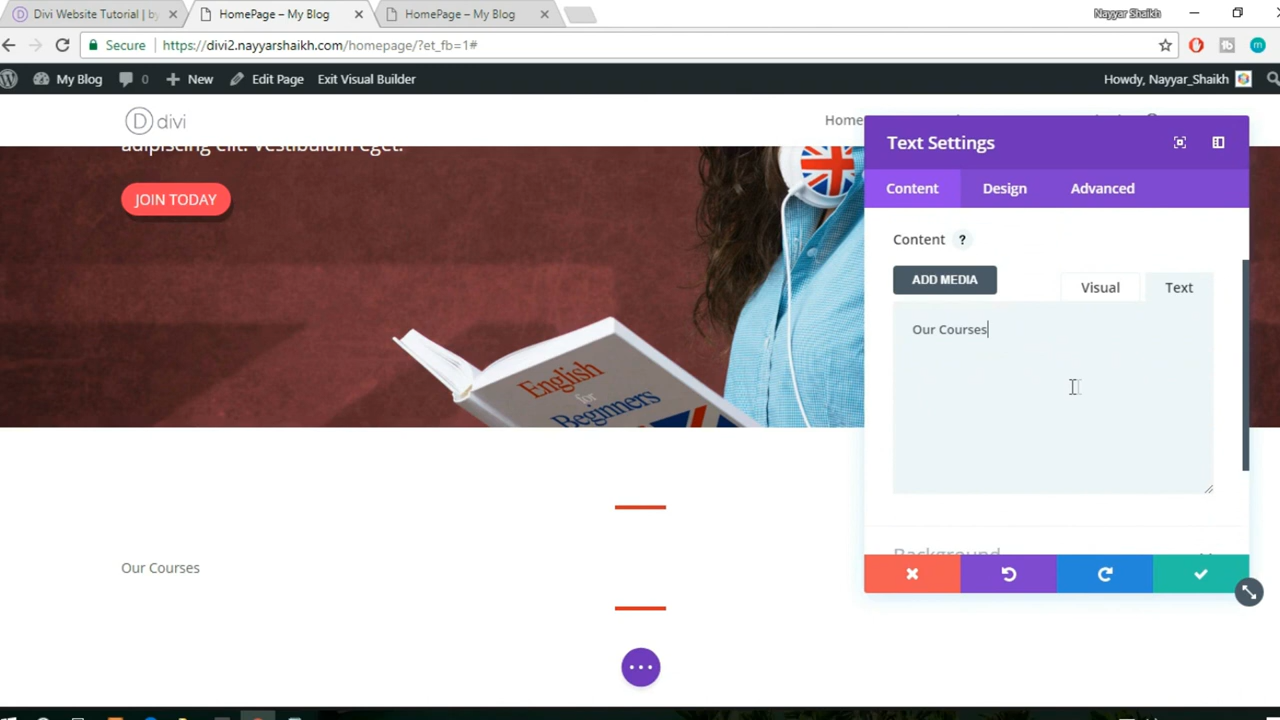 Divi Website Tutorial | by
HomePage – My Blog
HomePage – My Blog
Nayyar Shaikh
Secure
https://divi2.nayyarshaikh.com/homepage/?et_fb=1#
My Blog
0
New
Edit Page
Exit Visual Builder
Howdy, Nayyar_Shaikh
D divi
Home
adipiscing elit. Vestibulum eget.
JOIN TODAY
Text Settings
Content
Design
Advanced
Content ?
ADD MEDIA
Visual
Text
Our Courses
English
for
Beginners
Background
Our Courses